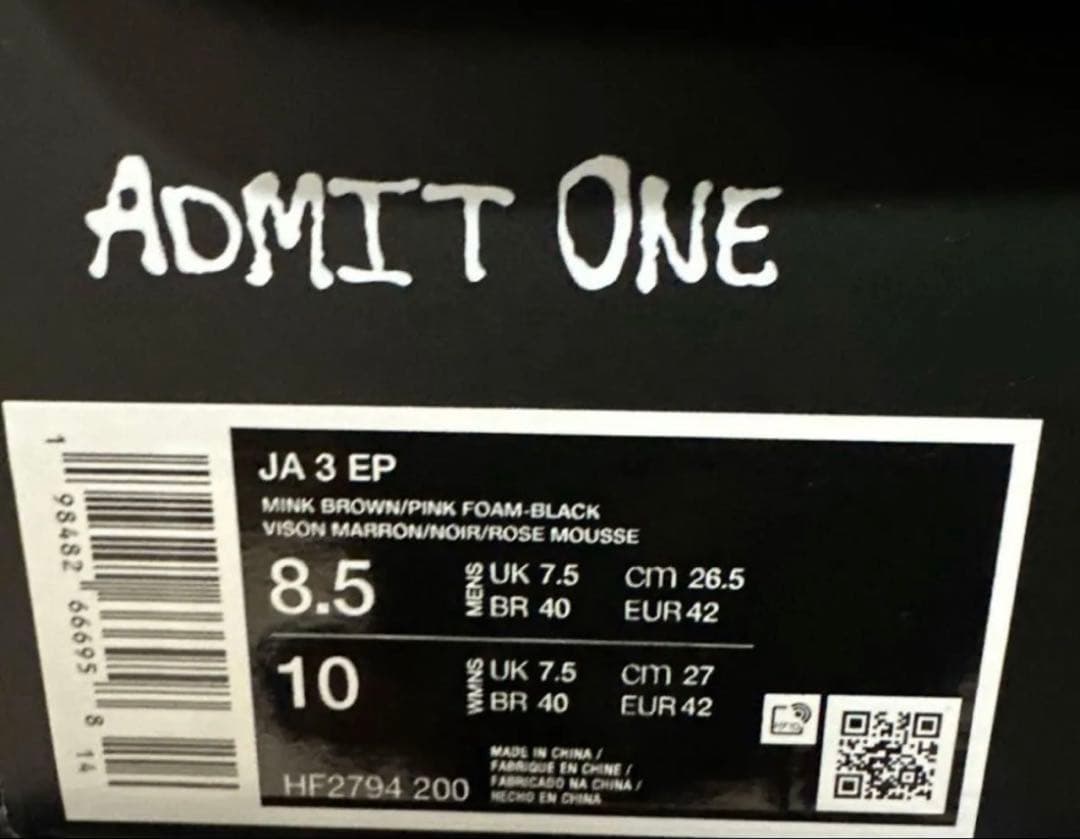 ADMIT ONE
JA 3 EP
MINK BROWN/PINK FOAM-BLACK
VISON MARRON/NOIR/ROSE MOUSSE
8.5 MENS UK 7.5 cm 26.5
BR 40 EUR 42
10 WMNS UK 7.5 cm 27
BR 40 EUR 42
HF2794 200
MADE IN CHINA /
FABRIQUE EN CHINE /
FABRICADO NA CHINA /
HECHO EN CHINA
RFID
1 98482 66695 8 14